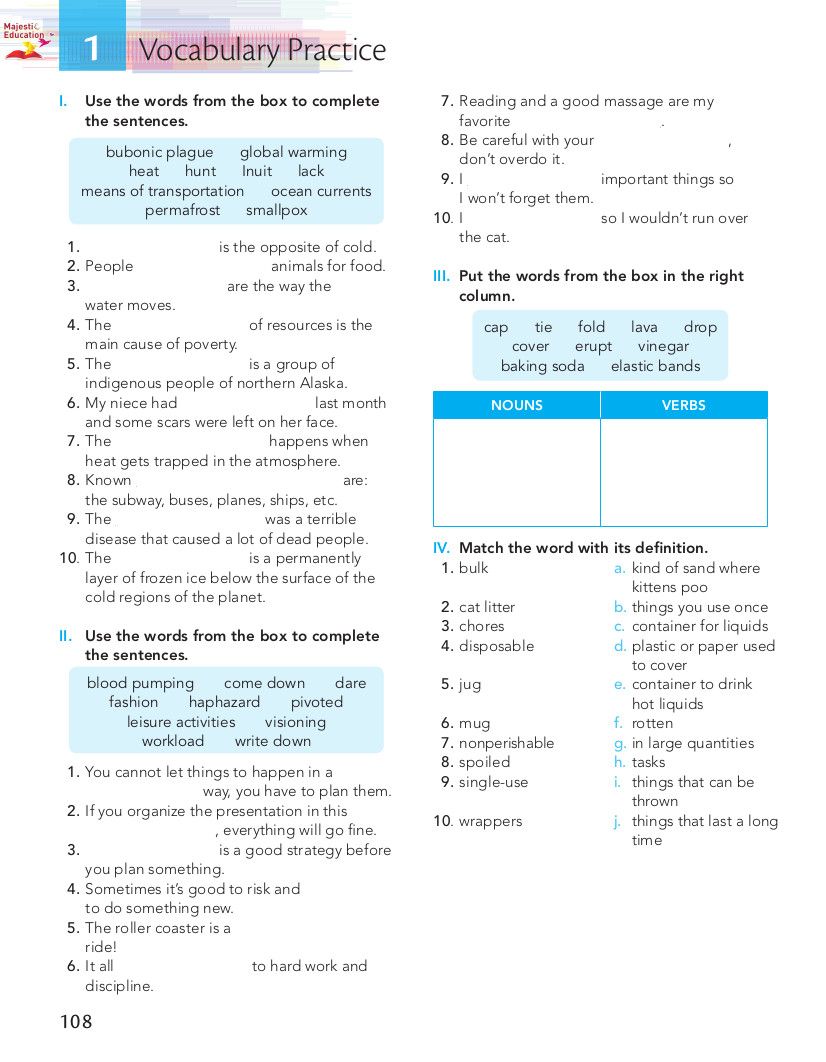 Majestic
Education
1 Vocabulary Practice
I. Use the words from the box to complete
the sentences.
bubonic plague global warming
heat hunt Inuit lack
means of transportation ocean currents
permafrost smallpox
1. is the opposite of cold.
2. People animals for food.
3. are the way the
water moves.
4. The of resources is the
main cause of poverty.
5. The is a group of
indigenous people of northern Alaska.
6. My niece had last month
and some scars were left on her face.
7. The happens when
heat gets trapped in the atmosphere.
8. Known are:
the subway, buses, planes, ships, etc.
9. The was a terrible
disease that caused a lot of dead people.
10. The is a permanently
layer of frozen ice below the surface of the
cold regions of the planet.
II. Use the words from the box to complete
the sentences.
blood pumping come down dare
fashion haphazard pivoted
leisure activities visioning
workload write down
1. You cannot let things to happen in a
way, you have to plan them.
2. If you organize the presentation in this
, everything will go fine.
3. is a good strategy before
you plan something.
4. Sometimes it's good to risk and
to do something new.
5. The roller coaster is a
ride!
6. It all to hard work and
discipline.
7. Reading and a good massage are my
favorite .
8. Be careful with your ,
don't overdo it.
9. I important things so
I won't forget them.
10. I so I wouldn't run over
the cat.
III. Put the words from the box in the right
column.
cap tie fold lava drop
cover erupt vinegar
baking soda elastic bands
NOUNS VERBS
IV. Match the word with its definition.
1. bulk a. kind of sand where
kittens poo
2. cat litter b. things you use once
3. chores c. container for liquids
4. disposable d. plastic or paper used
to cover
5. jug e. container to drink
hot liquids
6. mug f. rotten
7. nonperishable g. in large quantities
8. spoiled h. tasks
9. single-use i. things that can be
thrown
10. wrappers j. things that last a long
time
108